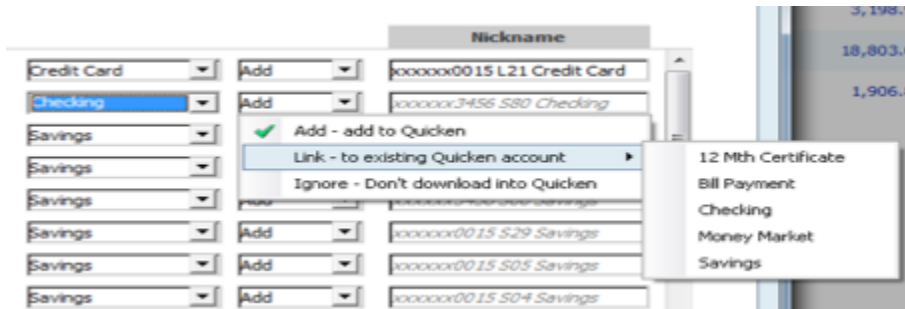 3,198.
Nickname
18,803.
Credit Card Add xxxxxx0015 L21 Credit Card
1,906.
Checking Add xxxxxx3456 S80 Checking
Savings Add - add to Quicken
Link - to existing Quicken account 12 Mth Certificate
Savings
Ignore - Don't download into Quicken Bill Payment
Savings Add Savings
Checking
Savings Add xxxxxx0015 S29 Savings
Money Market
Savings Add xxxxxx0015 S05 Savings
Savings
Savings Add xxxxxx0015 S04 Savings